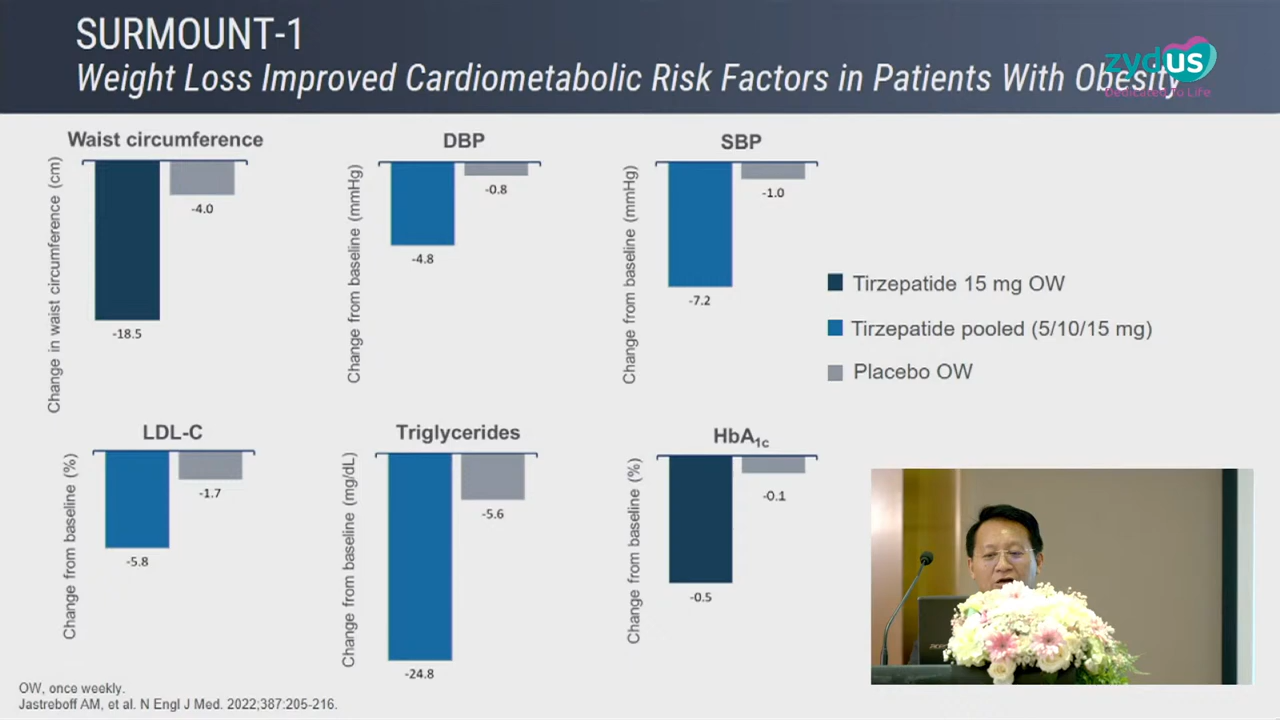 SURMOUNT-1
Weight Loss Improved Cardiometabolic Risk Factors in Patients With Obesity
zydus
Dedicated To Life
Waist circumference
Change in waist circumference (cm)
-18.5
-4.0
DBP
Change from baseline (mmHg)
-4.8
-0.8
SBP
Change from baseline (mmHg)
-7.2
-1.0
Tirzepatide 15 mg OW
Tirzepatide pooled (5/10/15 mg)
Placebo OW
LDL-C
Change from baseline (%)
-5.8
-1.7
Triglycerides
Change from baseline (mg/dL)
-24.8
-5.6
HbA1c
Change from baseline (%)
-0.5
-0.1
OW, once weekly.
Jastreboff AM, et al. N Engl J Med. 2022;387:205-216.